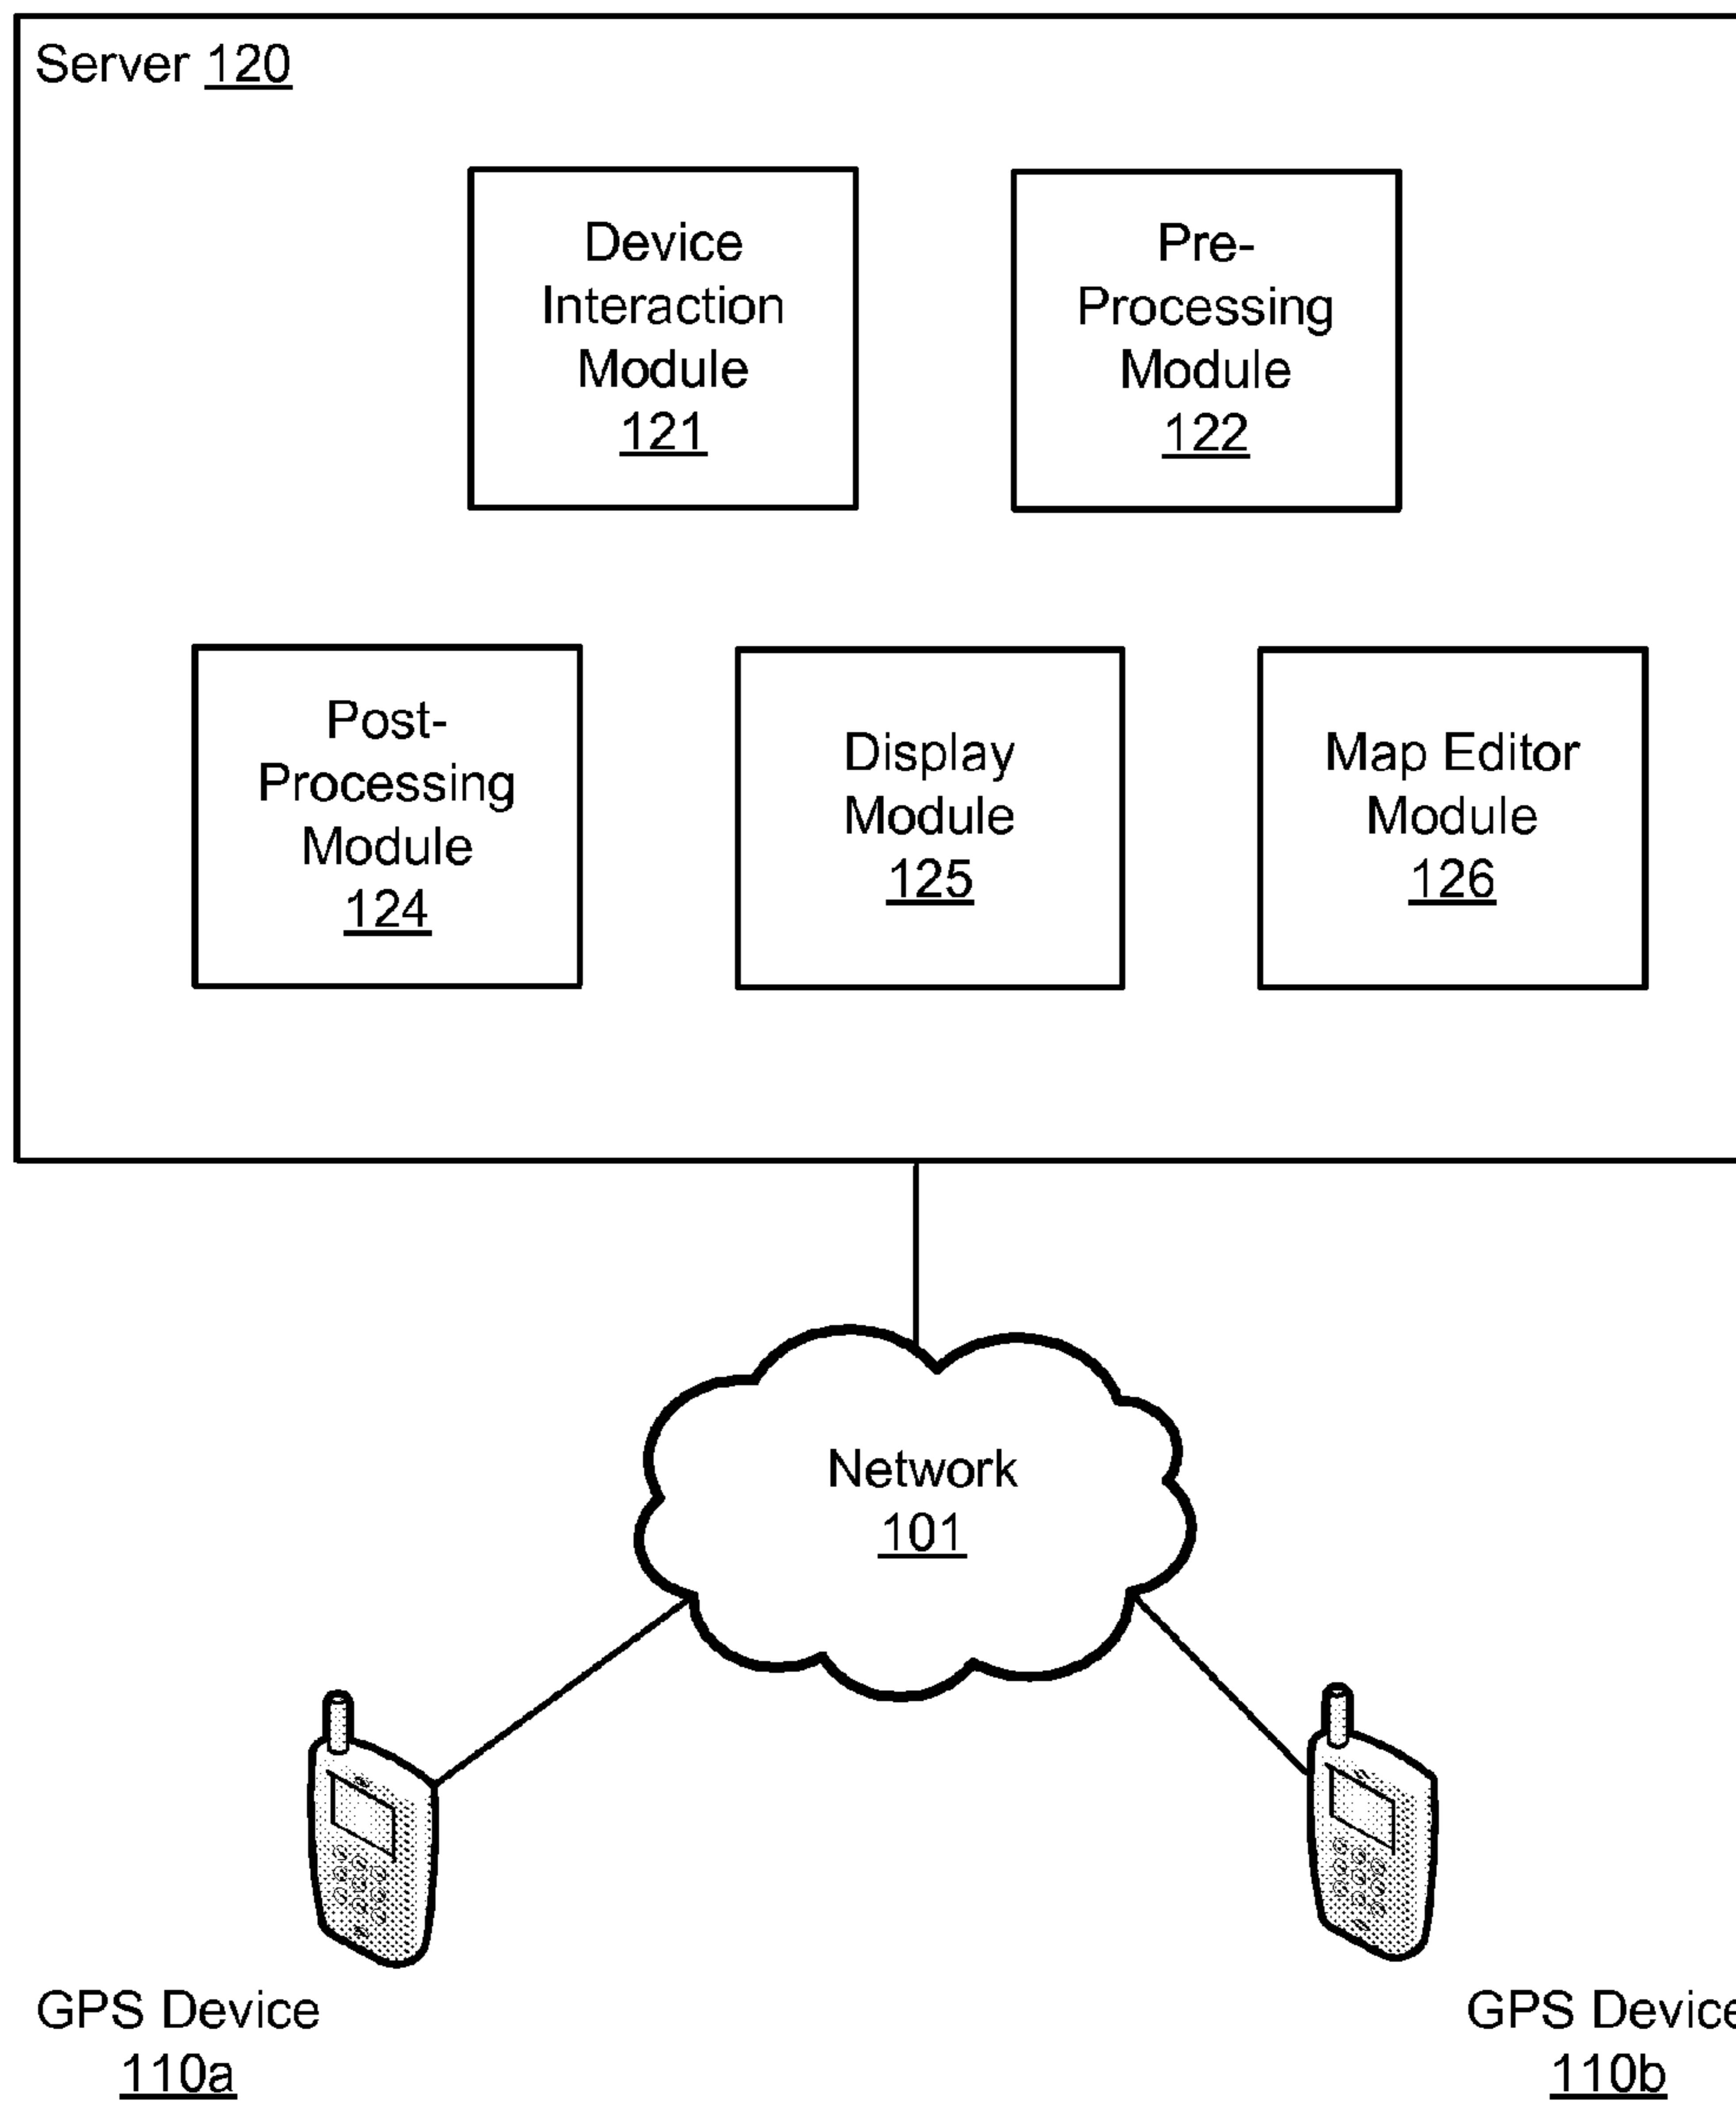 Server 120
Device
Interaction
Module
121
Pre-
Processing
Module
122
Post-
Processing
Module
124
Display
Module
125
Map Editor
Module
126
Network
101
GPS Device
110a
GPS Device
110b